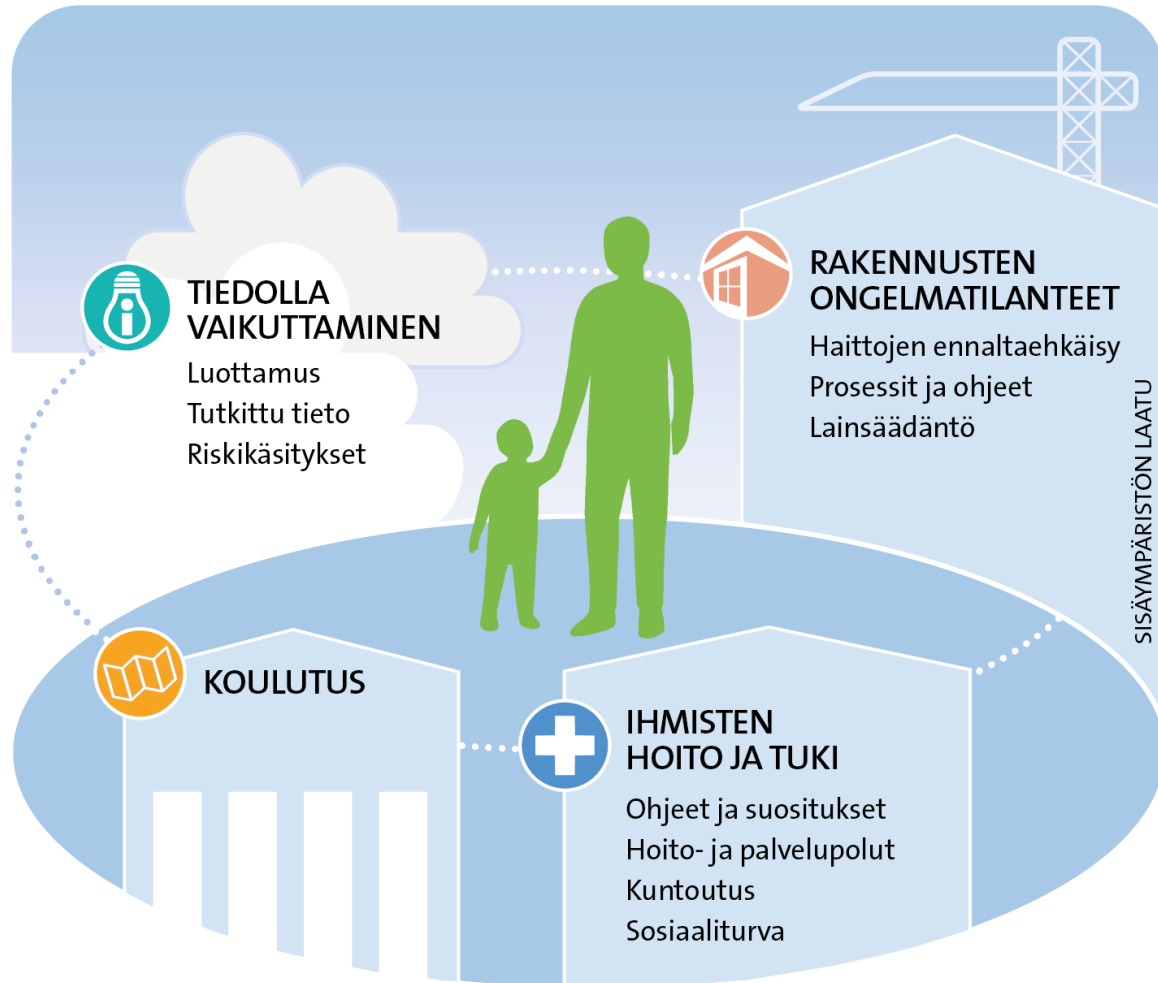 TIEDOLLA
VAIKUTTAMINEN
Luottamus
Tutkittu tieto
Riskikäsitykset
RAKENNUSTEN
ONGELMATILANTEET
Haittojen ennaltaehkäisy
Prosessit ja ohjeet
Lainsäädäntö
SISÄYMPÄRISTÖN LAATU
KOULUTUS
IHMISTEN
HOITO JA TUKI
Ohjeet ja suositukset
Hoito- ja palvelupolut
Kuntoutus
Sosiaaliturva